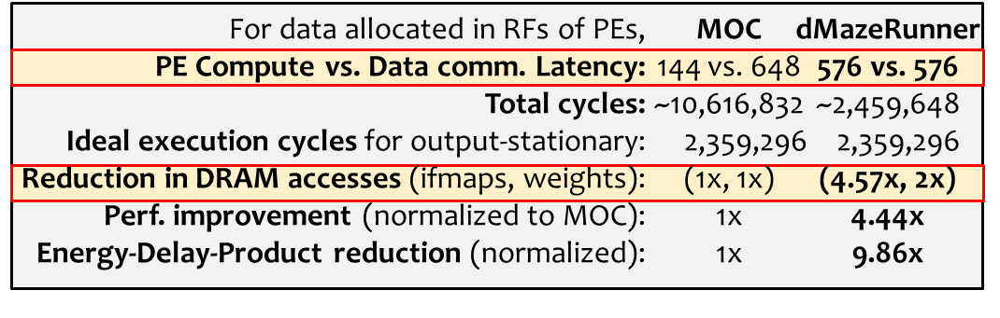 For data allocated in RFs of PEs, MOC dMazeRunner
PE Compute vs. Data comm. Latency: 144 vs. 648 576 vs. 576
Total cycles: ~10,616,832 ~2,459,648
Ideal execution cycles for output-stationary: 2,359,296 2,359,296
Reduction in DRAM accesses (ifmaps, weights): (1x, 1x) (4.57x, 2x)
Perf. improvement (normalized to MOC): 1x 4.44x
Energy-Delay-Product reduction (normalized): 1x 9.86x